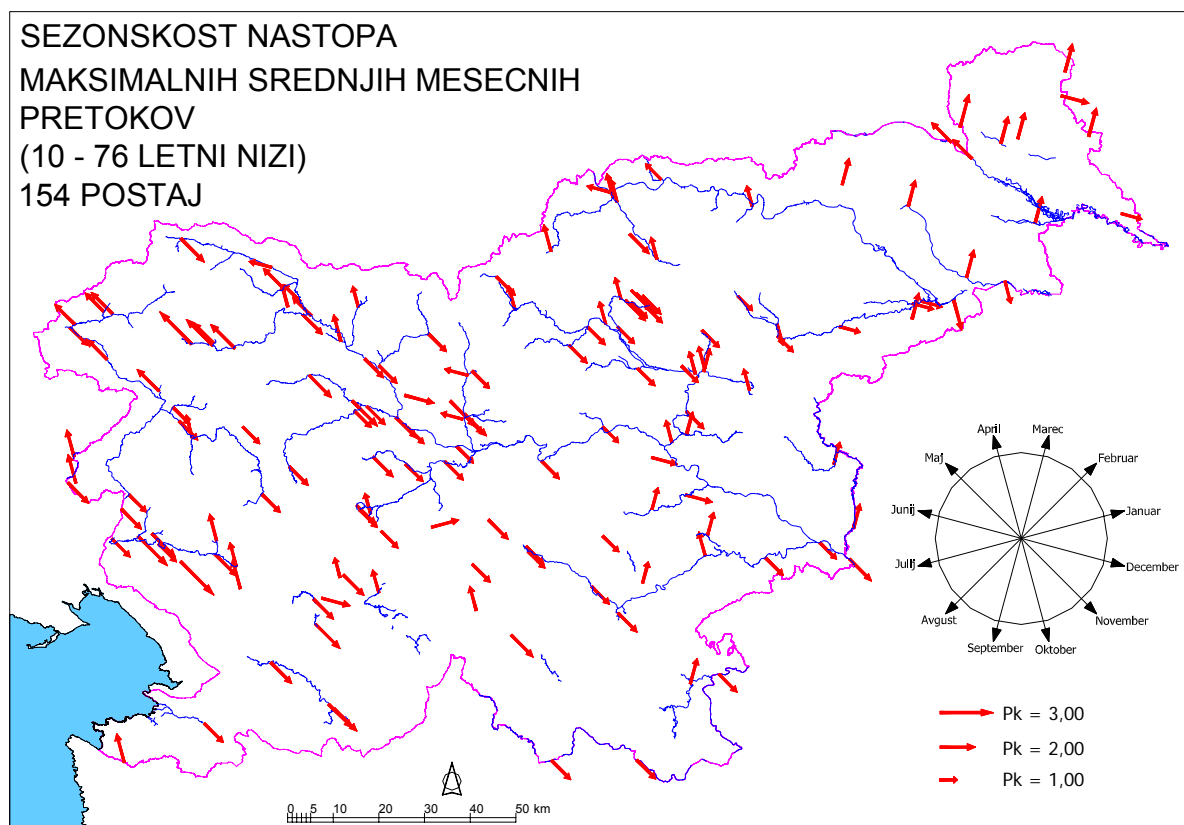 SEZONSKOST NASTOPA
MAKSIMALNIH SREDNJIH MESECNIH
PRETOKOV
(10 - 76 LETNI NIZI)
154 POSTAJ
April
Marec
Maj
Februar
Junij
Januar
Julij
December
Avgust
November
September
Oktober
Pk = 3,00
Pk = 2,00
Pk = 1,00
0 5 10 20 30 40 50 km